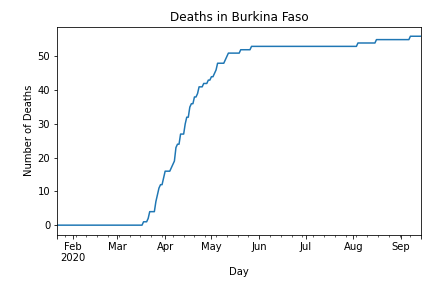 Deaths in Burkina Faso
Number of Deaths
50
40
30
20
10
0
Feb Mar Apr May Jun Jul Aug Sep
2020
Day